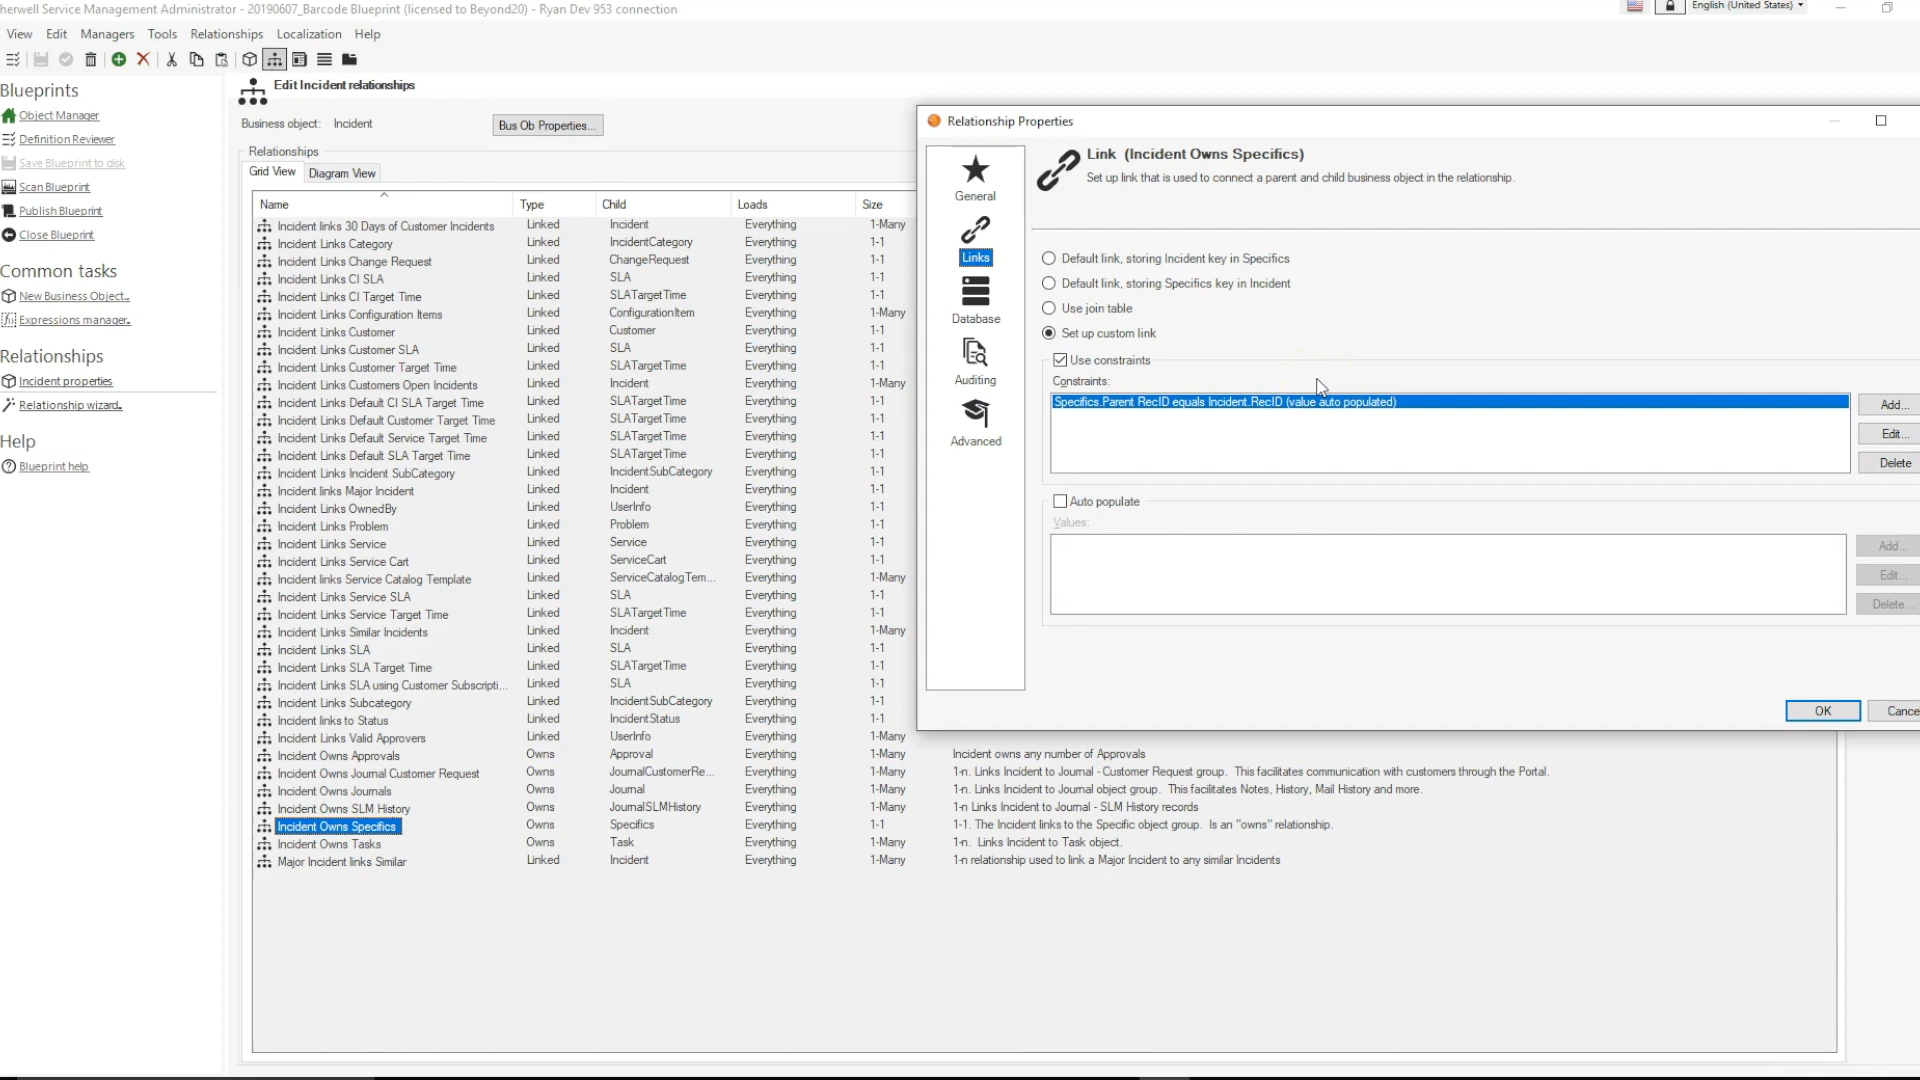 herwell Service Management Administrator - 20190607_Barcode Blueprint (licensed to Beyond20) - Ryan Dev 953 connection
English (United States)
View Edit Managers Tools Relationships Localization Help
Blueprints
Object Manager
Definition Reviewer
Save Blueprint to disk
Scan Blueprint
Publish Blueprint
Close Blueprint
Common tasks
New Business Object...
Expressions manager...
Relationships
Incident properties
Relationship wizard...
Help
Blueprint help
Edit Incident relationships
Business object: Incident Bus Ob Properties...
Relationships
Grid View Diagram View
Name Type Child Loads Size
Incident links 30 Days of Customer Incidents Linked Incident Everything 1-Many
Incident Links Category Linked IncidentCategory Everything 1-1
Incident Links Change Request Linked ChangeRequest Everything 1-1
Incident Links CI SLA Linked SLA Everything 1-1
Incident Links CI Target Time Linked SLATargetTime Everything 1-1
Incident Links Configuration Items Linked ConfigurationItem Everything 1-Many
Incident Links Customer Linked Customer Everything 1-1
Incident Links Customer SLA Linked SLA Everything 1-1
Incident Links Customer Target Time Linked SLATargetTime Everything 1-1
Incident Links Customers Open Incidents Linked Incident Everything 1-Many
Incident Links Default CI SLA Target Time Linked SLATargetTime Everything 1-1
Incident Links Default Customer Target Time Linked SLATargetTime Everything 1-1
Incident Links Default Service Target Time Linked SLATargetTime Everything 1-1
Incident Links Default SLA Target Time Linked SLATargetTime Everything 1-1
Incident Links Incident SubCategory Linked IncidentSubCategory Everything 1-1
Incident links Major Incident Linked Incident Everything 1-1
Incident Links OwnedBy Linked UserInfo Everything 1-1
Incident Links Problem Linked Problem Everything 1-1
Incident Links Service Linked Service Everything 1-1
Incident Links Service Cart Linked ServiceCart Everything 1-1
Incident links Service Catalog Template Linked ServiceCatalogTem... Everything 1-Many
Incident Links Service SLA Linked SLA Everything 1-1
Incident Links Service Target Time Linked SLATargetTime Everything 1-1
Incident Links Similar Incidents Linked Incident Everything 1-Many
Incident Links SLA Linked SLA Everything 1-1
Incident Links SLA Target Time Linked SLATargetTime Everything 1-1
Incident Links SLA using Customer Subscripti... Linked SLA Everything 1-1
Incident Links Subcategory Linked IncidentSubCategory Everything 1-1
Incident links to Status Linked IncidentStatus Everything 1-1
Incident Links Valid Approvers Linked UserInfo Everything 1-Many
Incident Owns Approvals Owns Approval Everything 1-Many Incident owns any number of Approvals
Incident Owns Journal Customer Request Owns JournalCustomerRe... Everything 1-Many 1-n. Links Incident to Journal - Customer Request group. This facilitates communication with customers through the Portal.
Incident Owns Journals Owns Journal Everything 1-Many 1-n. Links Incident to Journal object group. This facilitates Notes, History, Mail History and more.
Incident Owns SLM History Owns JournalSLMHistory Everything 1-Many 1-n Links Incident to Journal - SLM History records
Incident Owns Specifics Owns Specifics Everything 1-1 1-1. The Incident links to the Specific object group. Is an "owns" relationship.
Incident Owns Tasks Owns Task Everything 1-Many 1-n. Links Incident to Task object.
Major Incident links Similar Linked Incident Everything 1-Many 1-n relationship used to link a Major Incident to any similar Incidents
Relationship Properties
General
Links
Database
Auditing
Advanced
Link (Incident Owns Specifics)
Set up link that is used to connect a parent and child business object in the relationship.
Default link, storing Incident key in Specifics
Default link, storing Specifics key in Incident
Use join table
Set up custom link
Use constraints
Constraints:
Specifics.Parent RecID equals Incident.RecID (value auto populated)
Add...
Edit...
Delete
Auto populate
Values:
Add...
Edit...
Delete...
OK Cance